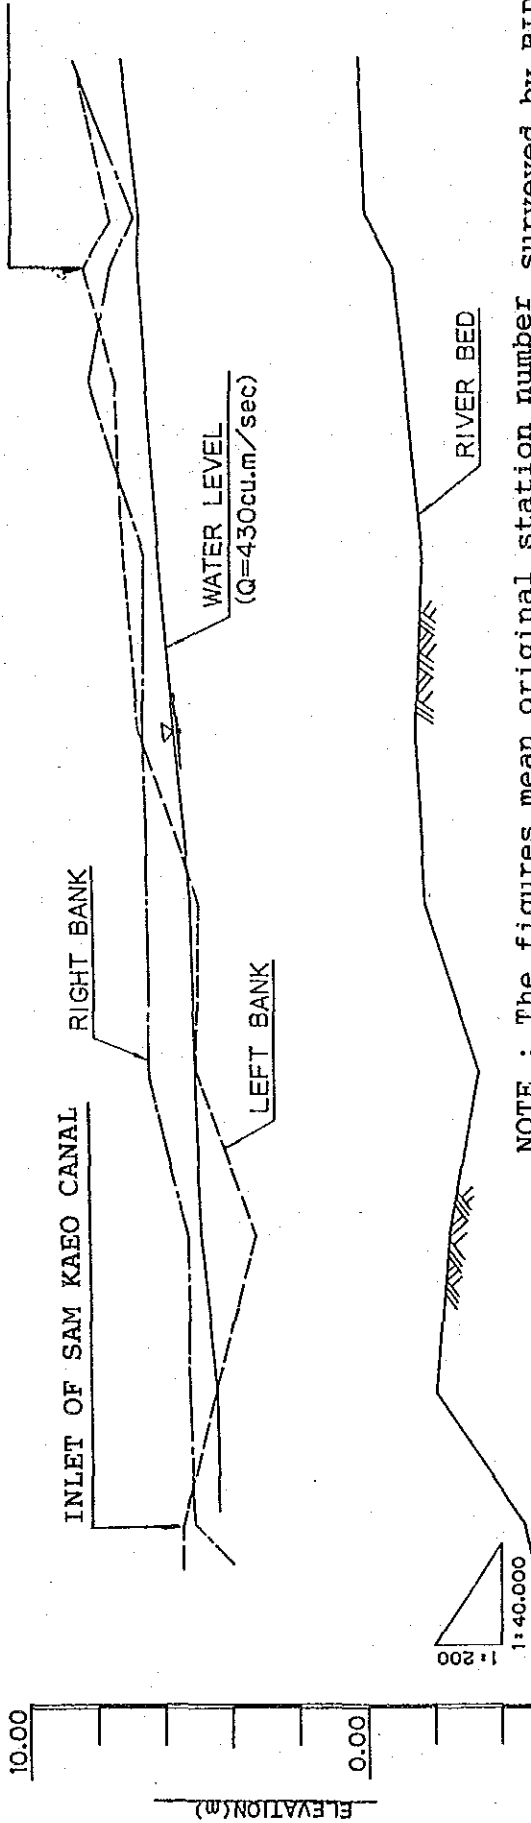 INLET OF SAM KAEO CANAL
RIGHT BANK
LEFT BANK
WATER LEVEL
(Q=430cu.m/sec)
RIVER BED
10.00
0.00
ELEVATION(m)
1:200
1:40.000
NOTE : The figures mean original station number surveyed by RID